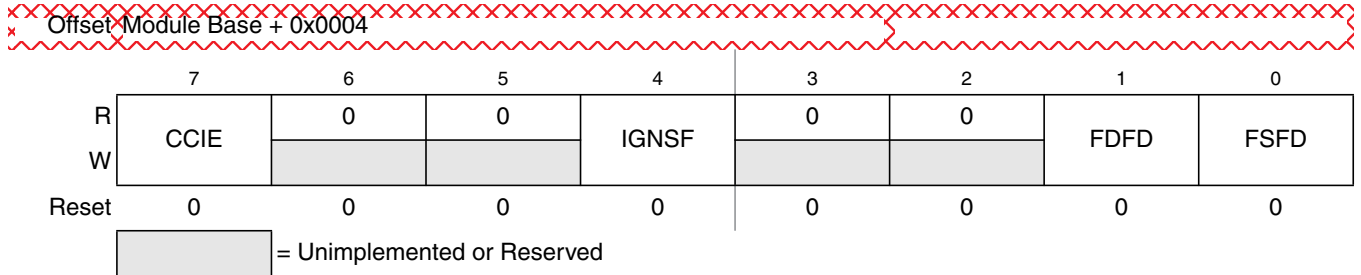 Offset Module Base + 0x0004
7 6 5 4 3 2 1 0
R CCIE 0 0 IGNSF 0 0 FDFD FSFD
W
Reset 0 0 0 0 0 0 0 0
= Unimplemented or Reserved